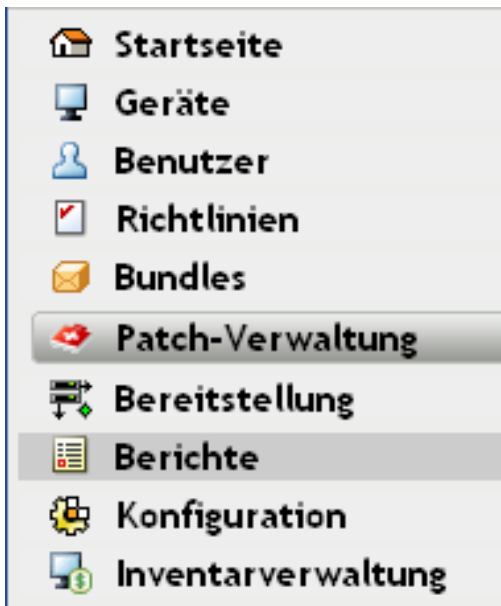 Startseite
Geräte
Benutzer
Richtlinien
Bundles
Patch-Verwaltung
Bereitstellung
Berichte
Konfiguration
Inventarverwaltung